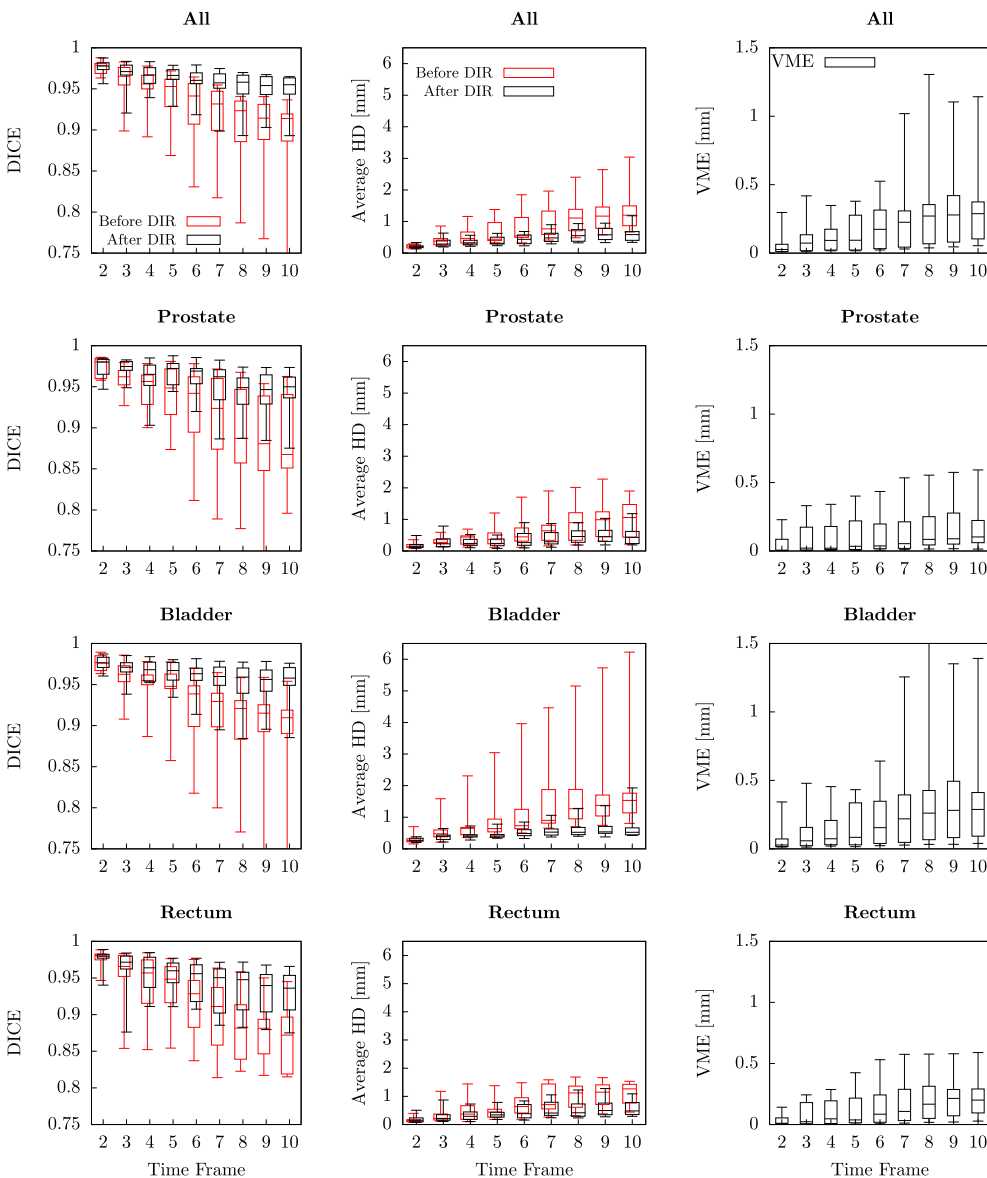 All All All
1 0.95 0.9 0.85 0.8 0.75
DICE
Before DIR
After DIR
2 3 4 5 6 7 8 9 10
6 5 4 3 2 1 0
Average HD [mm]
Before DIR
After DIR
2 3 4 5 6 7 8 9 10
1.5 1 0.5 0
VME [mm]
VME
2 3 4 5 6 7 8 9 10
Prostate Prostate Prostate
1 0.95 0.9 0.85 0.8 0.75
DICE
2 3 4 5 6 7 8 9 10
6 5 4 3 2 1 0
Average HD [mm]
2 3 4 5 6 7 8 9 10
1.5 1 0.5 0
VME [mm]
2 3 4 5 6 7 8 9 10
Bladder Bladder Bladder
1 0.95 0.9 0.85 0.8 0.75
DICE
2 3 4 5 6 7 8 9 10
6 5 4 3 2 1 0
Average HD [mm]
2 3 4 5 6 7 8 9 10
1.5 1 0.5 0
VME [mm]
2 3 4 5 6 7 8 9 10
Rectum Rectum Rectum
1 0.95 0.9 0.85 0.8 0.75
DICE
2 3 4 5 6 7 8 9 10
Time Frame
6 5 4 3 2 1 0
Average HD [mm]
2 3 4 5 6 7 8 9 10
Time Frame
1.5 1 0.5 0
VME [mm]
2 3 4 5 6 7 8 9 10
Time Frame